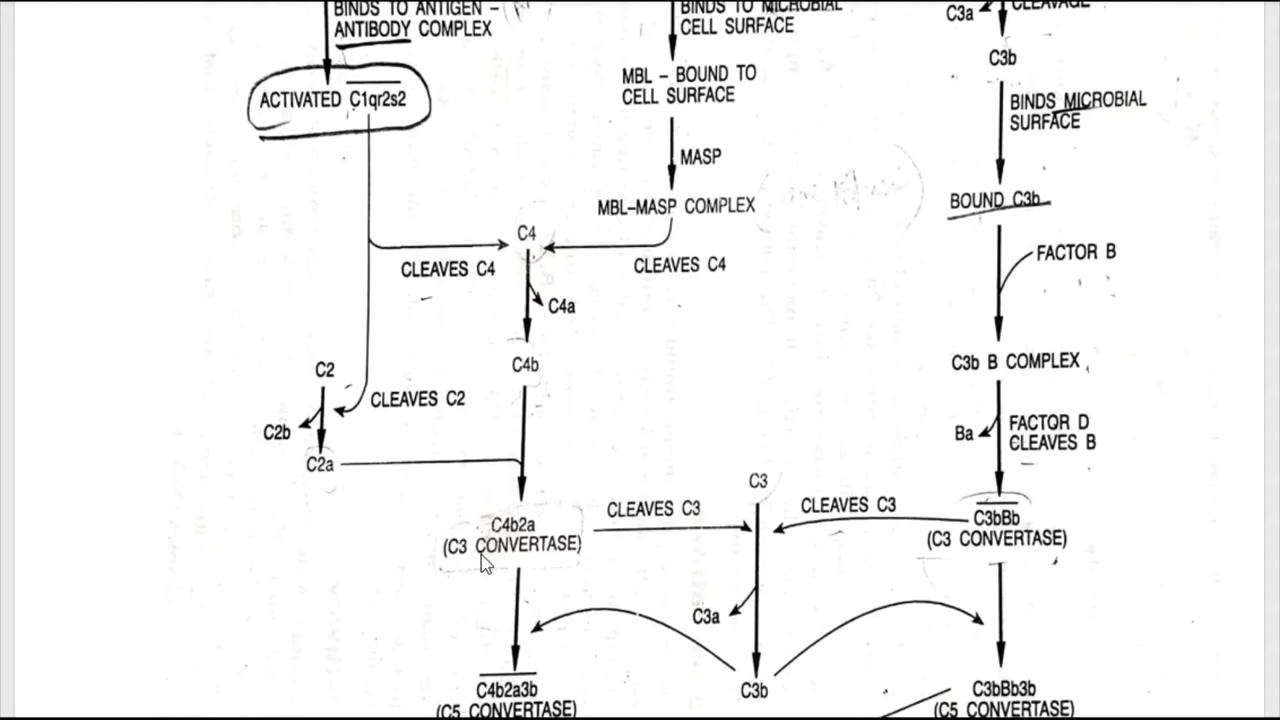 BINDS TO ANTIGEN –
ANTIBODY COMPLEX
ACTIVATED C1qr2s2
BINDS TO MICROBIAL
CELL SURFACE
MBL – BOUND TO
CELL SURFACE
MASP
MBL–MASP COMPLEX
C3a
CLEAVAGE
C3b
BINDS MICROBIAL
SURFACE
BOUND C3b
FACTOR B
C3b B COMPLEX
Ba
FACTOR D
CLEAVES B
C3bBb
(C3 CONVERTASE)
C4
CLEAVES C4
CLEAVES C4
C4a
C4b
C2
CLEAVES C2
C2b
C2a
C4b2a
(C3 CONVERTASE)
CLEAVES C3
C3
CLEAVES C3
C3a
C3b
C4b2a3b
(C5 CONVERTASE)
C3bBb3b
(C5 CONVERTASE)